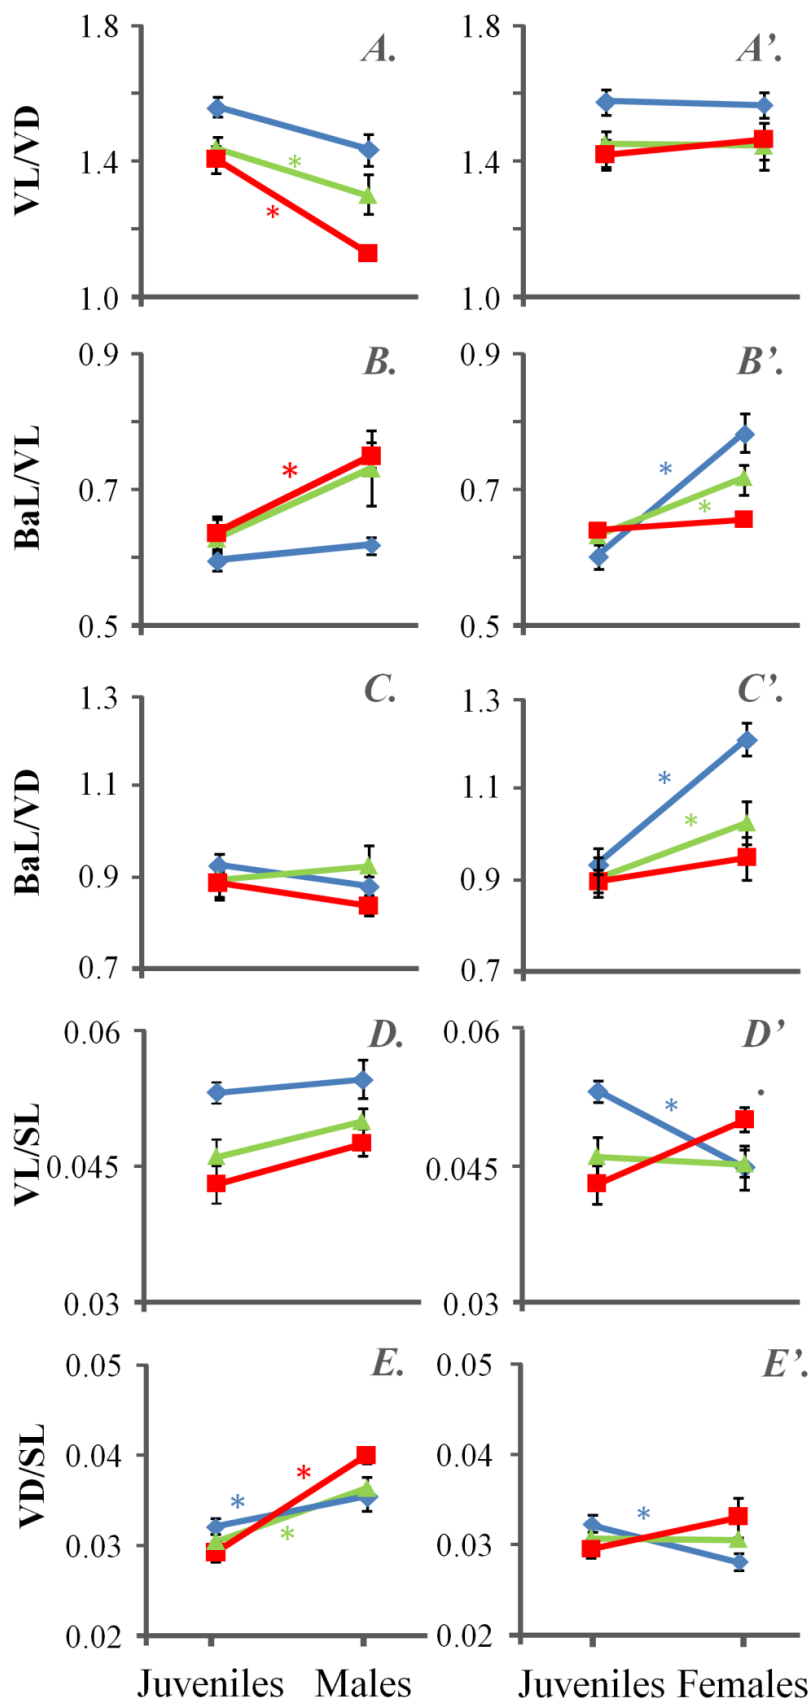 1.8 A. A’.
VL/VD
1.4 * 1.4
*
1.0 1.0
0.9 B. 0.9 B’.
BaL/VL
* *
0.7 0.7 *
0.5 0.5
1.3 C. 1.3 C’.
BaL/VD
1.1 1.1 *
*
0.9 0.9
0.7 0.7
0.06 D. 0.06 D’
.
VL/SL
*
0.045 0.045
0.03 0.03
0.05 E. 0.05 E’.
VD/SL
0.04 * 0.04
* *
*
0.03 0.03
0.02 0.02
Juveniles Males Juveniles Females